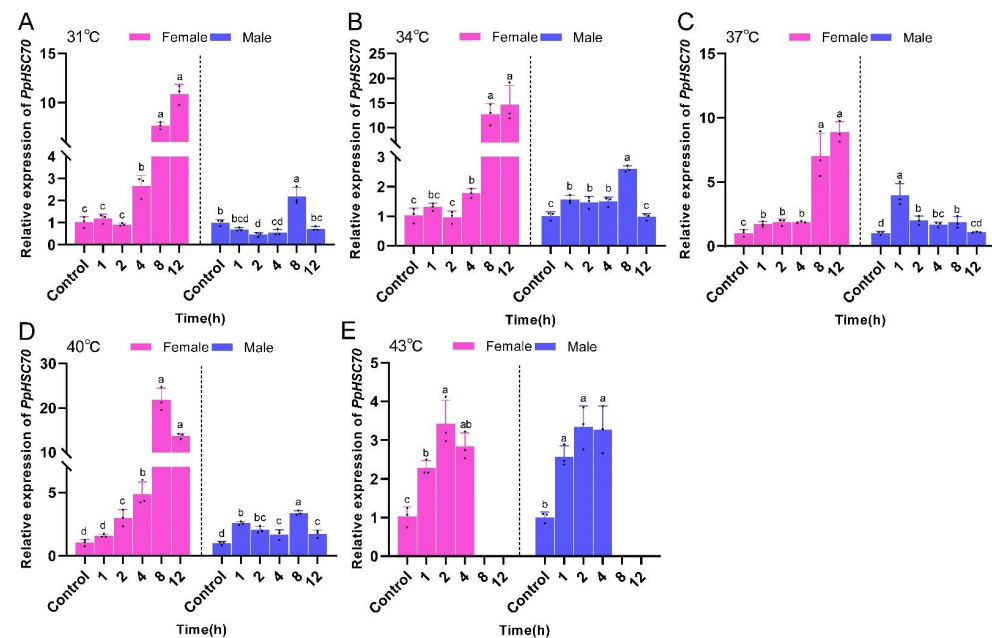 A
31°C Female Male
Relative expression of PpHSC70
10
5
4
3
2
1
0
c c c b a a
b bcd d cd a bc
Control 1 2 4 8 12 Control 1 2 4 8 12
Time(h)
B
34°C Female Male
Relative expression of PpHSC70
25
20
15
10
3
2
1
0
c bc c b a a
c b b b a c
Control 1 2 4 8 12 Control 1 2 4 8 12
Time(h)
C
37°C Female Male
Relative expression of PpHSC70
15
10
5
0
c b b b a a
d a b bc b cd
Control 1 2 4 8 12 Control 1 2 4 8 12
Time(h)
D
40°C Female Male
Relative expression of PpHSC70
30
20
10
5
0
d d c b a a
d b bc c a c
Control 1 2 4 8 12 Control 1 2 4 8 12
Time(h)
E
43°C Female Male
Relative expression of PpHSC70
5
4
3
2
1
0
c b a ab
b a a a
Control 1 2 4 8 12 Control 1 2 4 8 12
Time(h)